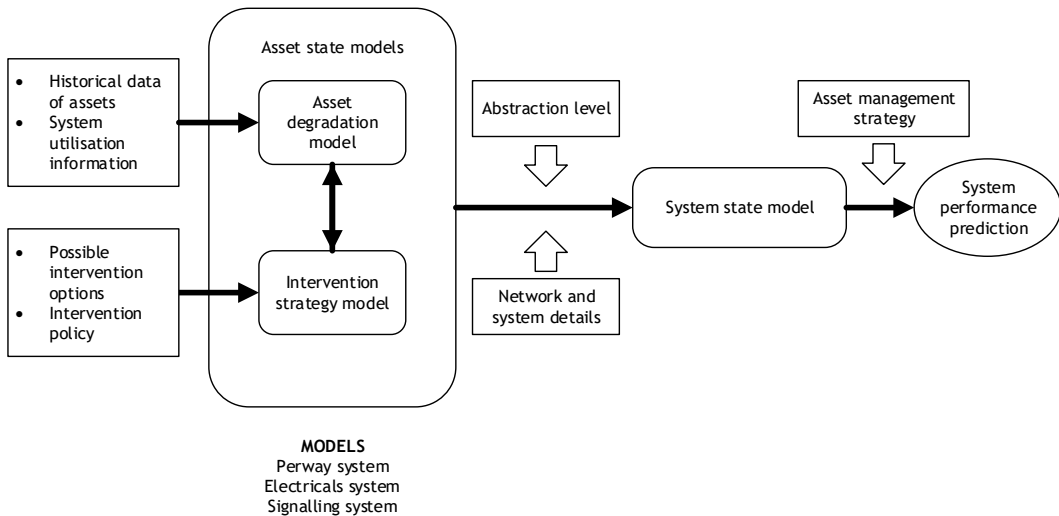 • Historical data
of assets
• System
utilisation
information
• Possible
intervention
options
• Intervention
policy
Asset state models
Asset
degradation
model
Intervention
strategy model
MODELS
Perway system
Electricals system
Signalling system
Abstraction level
Network and
system details
System state model
Asset management
strategy
System
performance
prediction